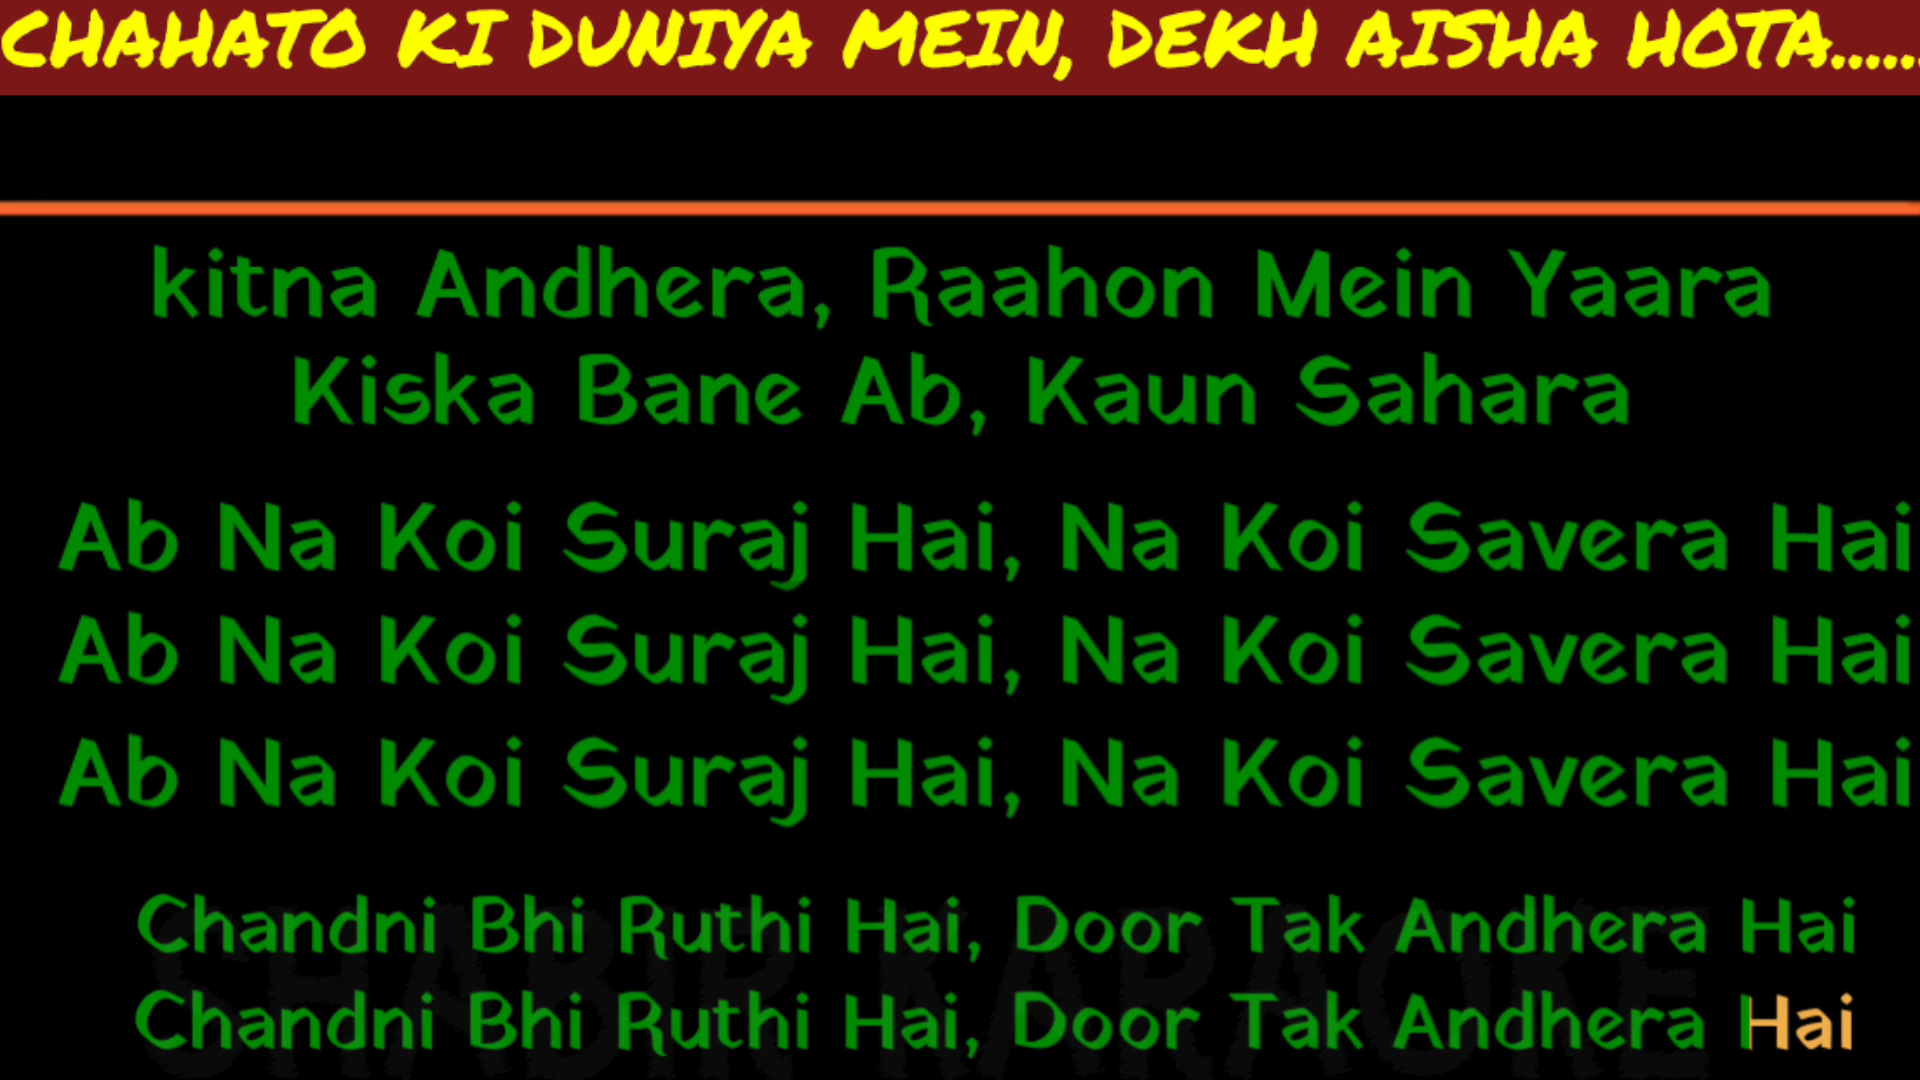 CHAHATO KI DUNIYA MEIN, DEKH AISHA HOTA......
kitna Andhera, Raahon Mein Yaara
Kiska Bane Ab, Kaun Sahara
Ab Na Koi Suraj Hai, Na Koi Savera Hai
Ab Na Koi Suraj Hai, Na Koi Savera Hai
Ab Na Koi Suraj Hai, Na Koi Savera Hai
Chandni Bhi Ruthi Hai, Door Tak Andhera Hai
Chandni Bhi Ruthi Hai, Door Tak Andhera Hai
SHABIR KARAOKE